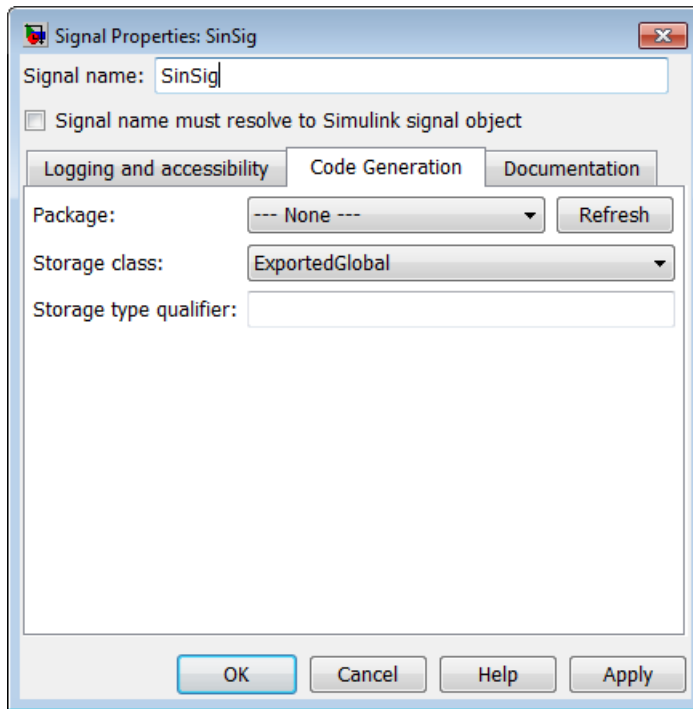 Signal Properties: SinSig
Signal name: SinSig
Signal name must resolve to Simulink signal object
Logging and accessibility Code Generation Documentation
Package: --- None --- Refresh
Storage class: ExportedGlobal
Storage type qualifier:
OK Cancel Help Apply